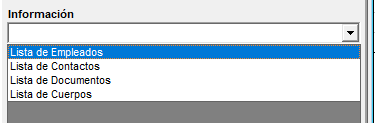 Información
Lista de Empleados
Lista de Contactos
Lista de Documentos
Lista de Cuerpos